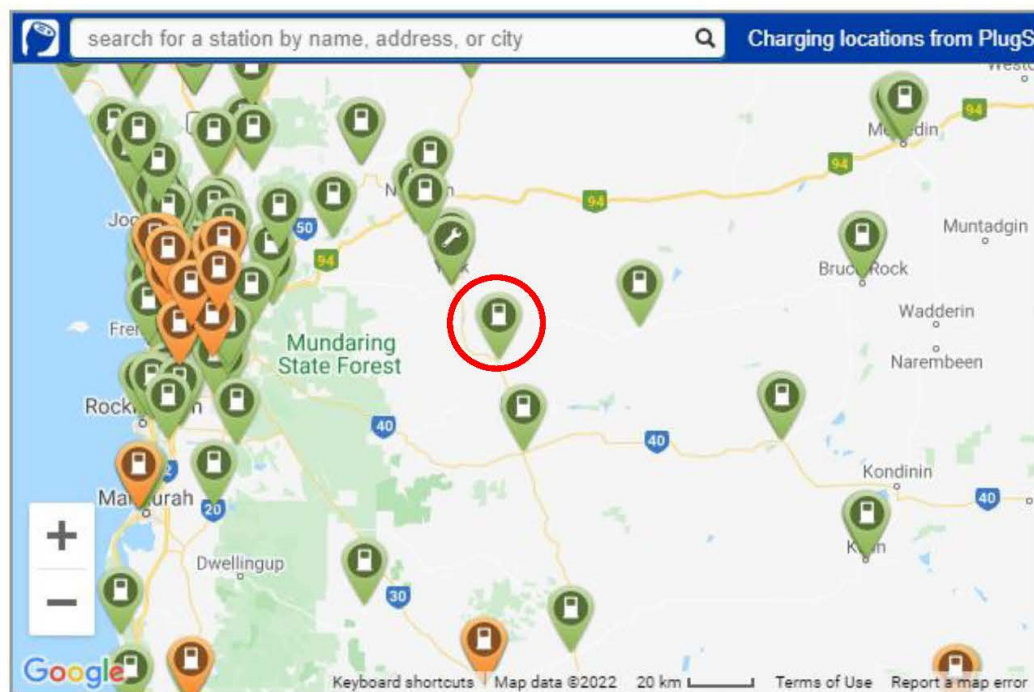 search for a station by name, address, or city
Charging locations from PlugS
94
50
94
94
94
Muntadgin
Bruce Rock
Wadderin
Narembeen
Mundaring
State Forest
40
40
Kondinin
40
20
Dwellingup
30
+
−
Google
Keyboard shortcuts
Map data ©2022
20 km
Terms of Use
Report a map error